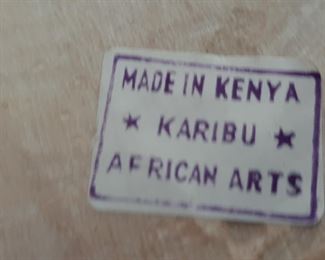 MADE IN KENYA
★ KARIBU ★
AFRICAN ARTS